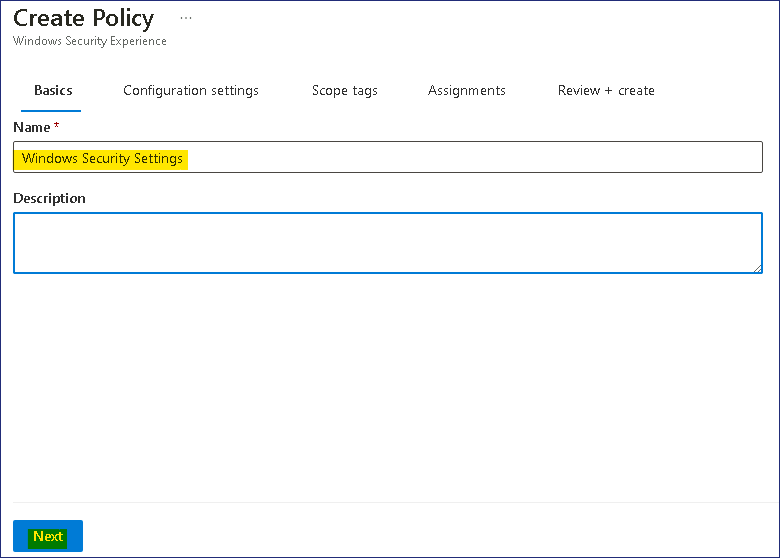 Create Policy ...
Windows Security Experience
Basics Configuration settings Scope tags Assignments Review + create
Name *
Windows Security Settings
Description
Next